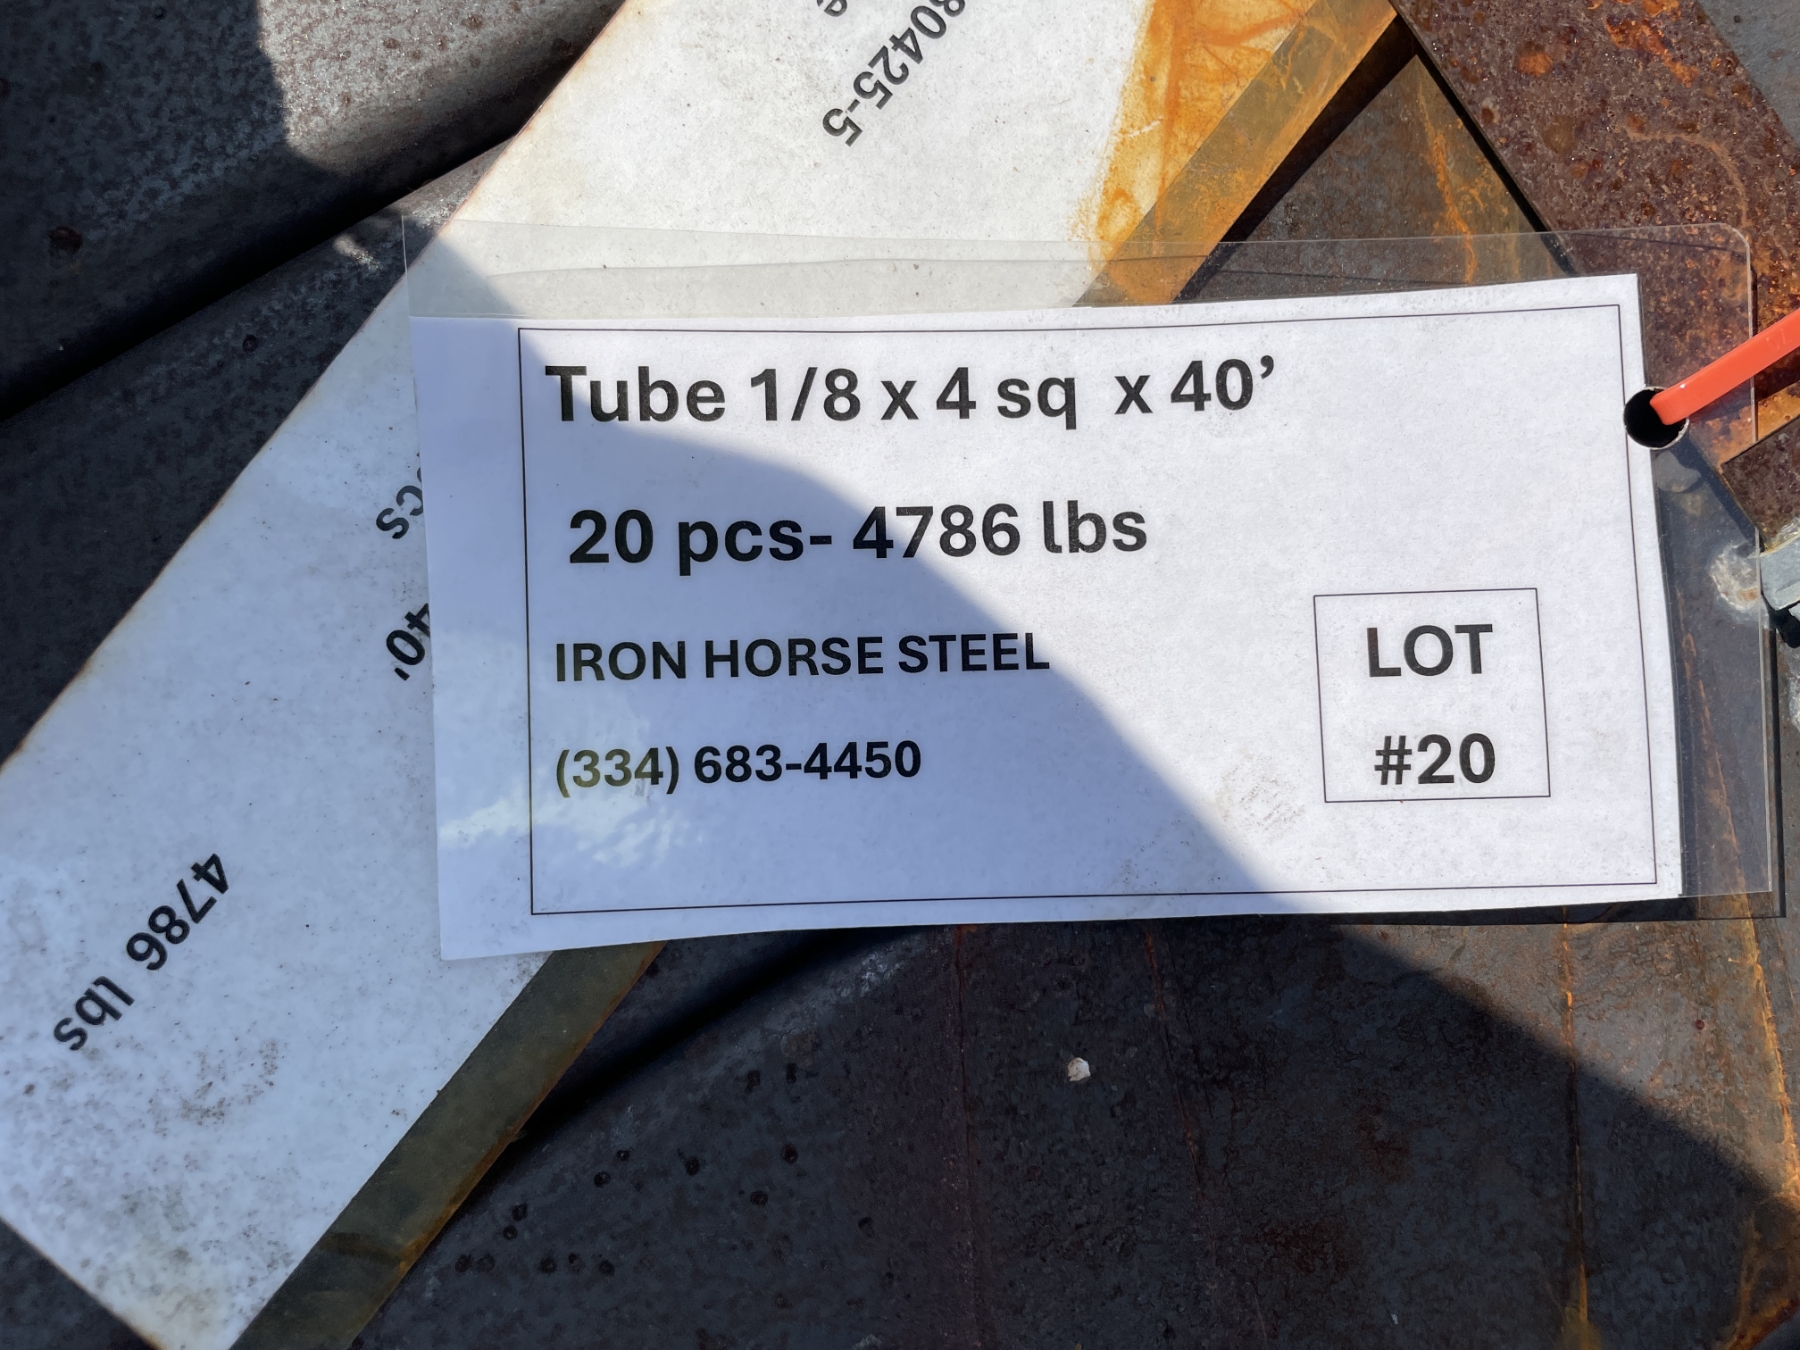 Tube 1/8 x 4 sq x 40’
20 pcs- 4786 lbs
IRON HORSE STEEL
(334) 683-4450
LOT
#20
80425-5
40’
4786 lbs